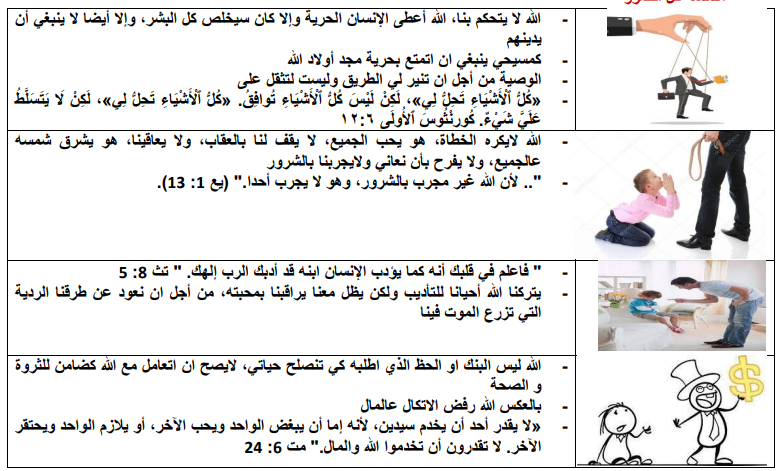 - الله لا يتحكم بنا، الله أعطى الإنسان الحرية وإلا كان سيخلص كل البشر، وإلا أيضا لا ينبغي أن
يدينهم
- كمسيحي ينبغي ان اتمتع بحرية مجد أولاد الله
- الوصية من أجل ان تنير لي الطريق وليست لتثقل على
- «كُلُّ ٱلْأَشْيَاءِ تَحِلُّ لِي»، لَكِنْ لَيْسَ كُلُّ ٱلْأَشْيَاءِ تُوافِقُ. «كُلُّ ٱلْأَشْيَاءِ تَحِلُّ لِي»، لَكِنْ لَا يَتَسَلَّطُ
عَلَيَّ شَيْءٌ. كورنثوس الأولَى ٦:١٢
- الله لايكره الخطاة، هو يحب الجميع، لا يقف لنا بالعقاب، ولا يعاقينا، هو يشرق شمسه
عالجميع، ولا يفرح بأن نعاني ولايجربنا بالشرور
- ".. لأن الله غير مجرب بالشرور، وهو لا يجرب أحدا." (يع 1: 13).
- " فاعلم في قلبك أنه كما يؤدب الإنسان ابنه قد أدبك الرب إلهك. " تث 8: 5
- يتركنا الله أحيانا للتأديب ولكن يظل معنا يراقبنا بمحبته، من أجل ان نعود عن طرقنا الردية
التي تزرع الموت فينا
- الله ليس البنك او الحظ الذي اطلبه كي تنصلح حياتي، لايصح ان اتعامل مع الله كضامن للثروة
و الصحة
- بالعكس الله رفض الاتكال عالمال
- «لا يقدر أحد أن يخدم سيدين، لأنه إما أن يبغض الواحد ويحب الآخر، أو يلازم الواحد ويحتقر
الآخر. لا تقدرون أن تخدموا الله والمال." مت 6: 24